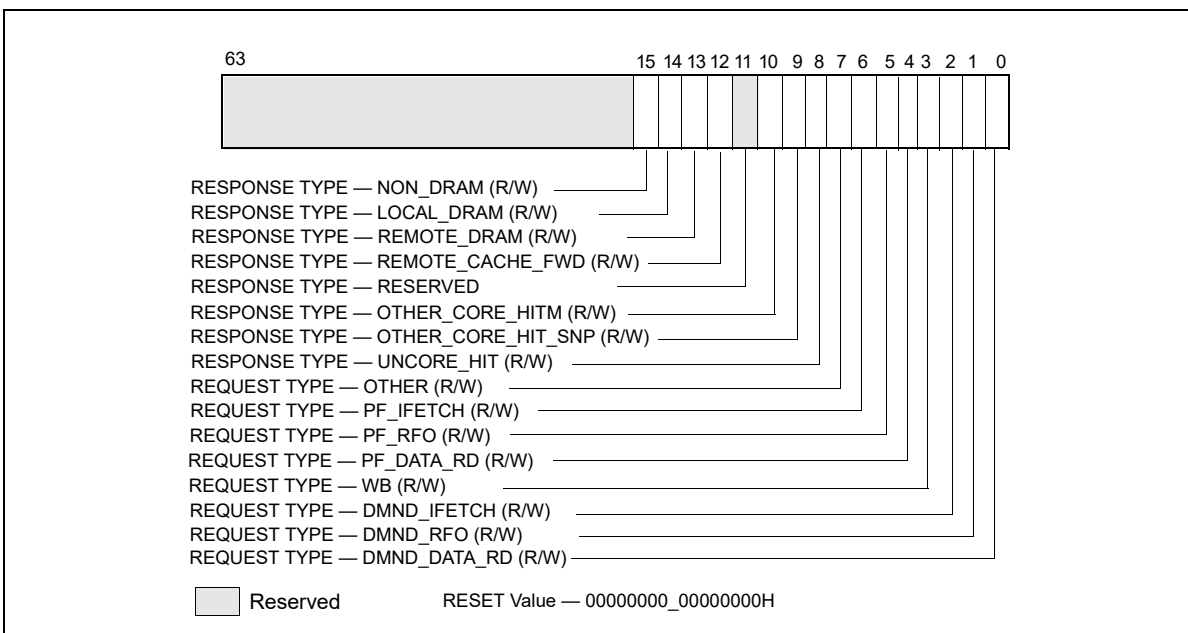 63 15 14 13 12 11 10 9 8 7 6 5 4 3 2 1 0
RESPONSE TYPE — NON_DRAM (R/W)
RESPONSE TYPE — LOCAL_DRAM (R/W)
RESPONSE TYPE — REMOTE_DRAM (R/W)
RESPONSE TYPE — REMOTE_CACHE_FWD (R/W)
RESPONSE TYPE — RESERVED
RESPONSE TYPE — OTHER_CORE_HITM (R/W)
RESPONSE TYPE — OTHER_CORE_HIT_SNP (R/W)
RESPONSE TYPE — UNCORE_HIT (R/W)
REQUEST TYPE — OTHER (R/W)
REQUEST TYPE — PF_IFETCH (R/W)
REQUEST TYPE — PF_RFO (R/W)
REQUEST TYPE — PF_DATA_RD (R/W)
REQUEST TYPE — WB (R/W)
REQUEST TYPE — DMND_IFETCH (R/W)
REQUEST TYPE — DMND_RFO (R/W)
REQUEST TYPE — DMND_DATA_RD (R/W)
Reserved RESET Value — 00000000_00000000H